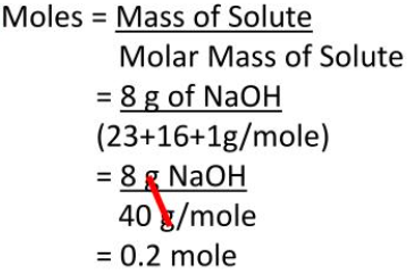 Moles = Mass of Solute
Molar Mass of Solute
= 8 g of NaOH
(23+16+1g/mole)
= 8 g NaOH
40 g/mole
= 0.2 mole